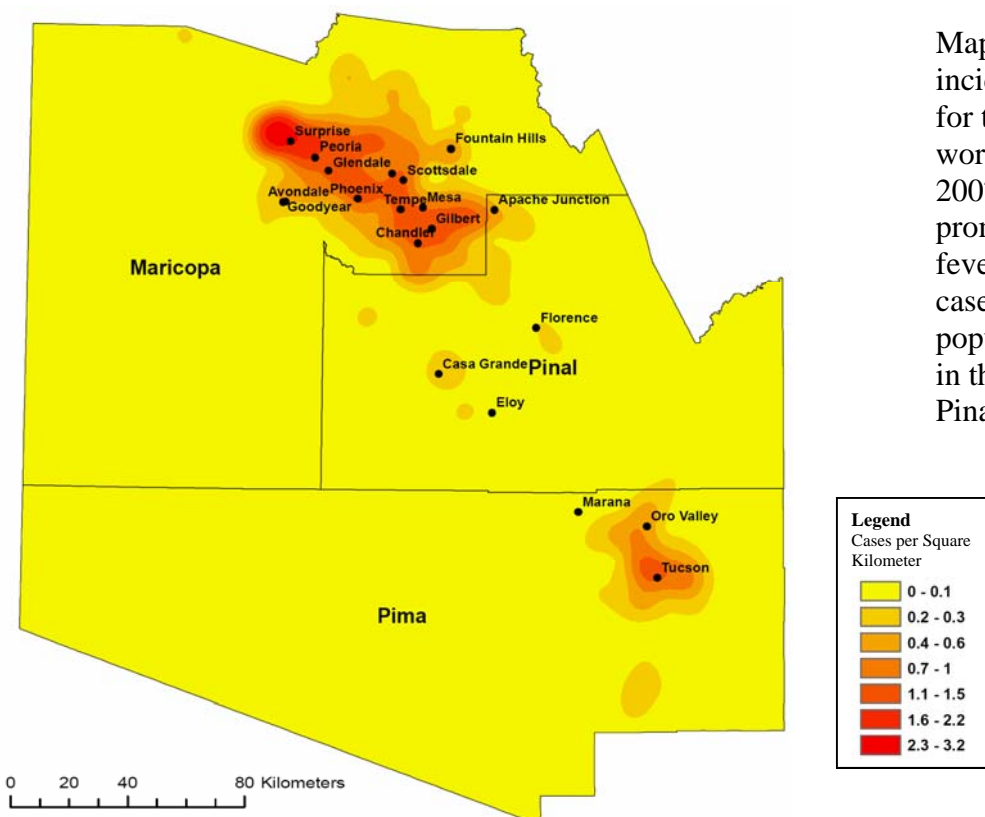 Map
for t
wor
200
feve
case
pop
in th
Pina
Surprise
Peoria
Fountain Hills
Glendale
Scottsdale
Avondale
Phoenix
Goodyear
Tempe
Mesa
Apache Junction
Gilbert
Chandler
Maricopa
Florence
Casa Grande
Pinal
Eloy
Marana
Oro Valley
Tucson
Pima
Legend
Cases per Square
Kilometer
0 - 0.1
0.2 - 0.3
0.4 - 0.6
0.7 - 1
1.1 - 1.5
1.6 - 2.2
2.3 - 3.2
0 20 40 80 Kilometers